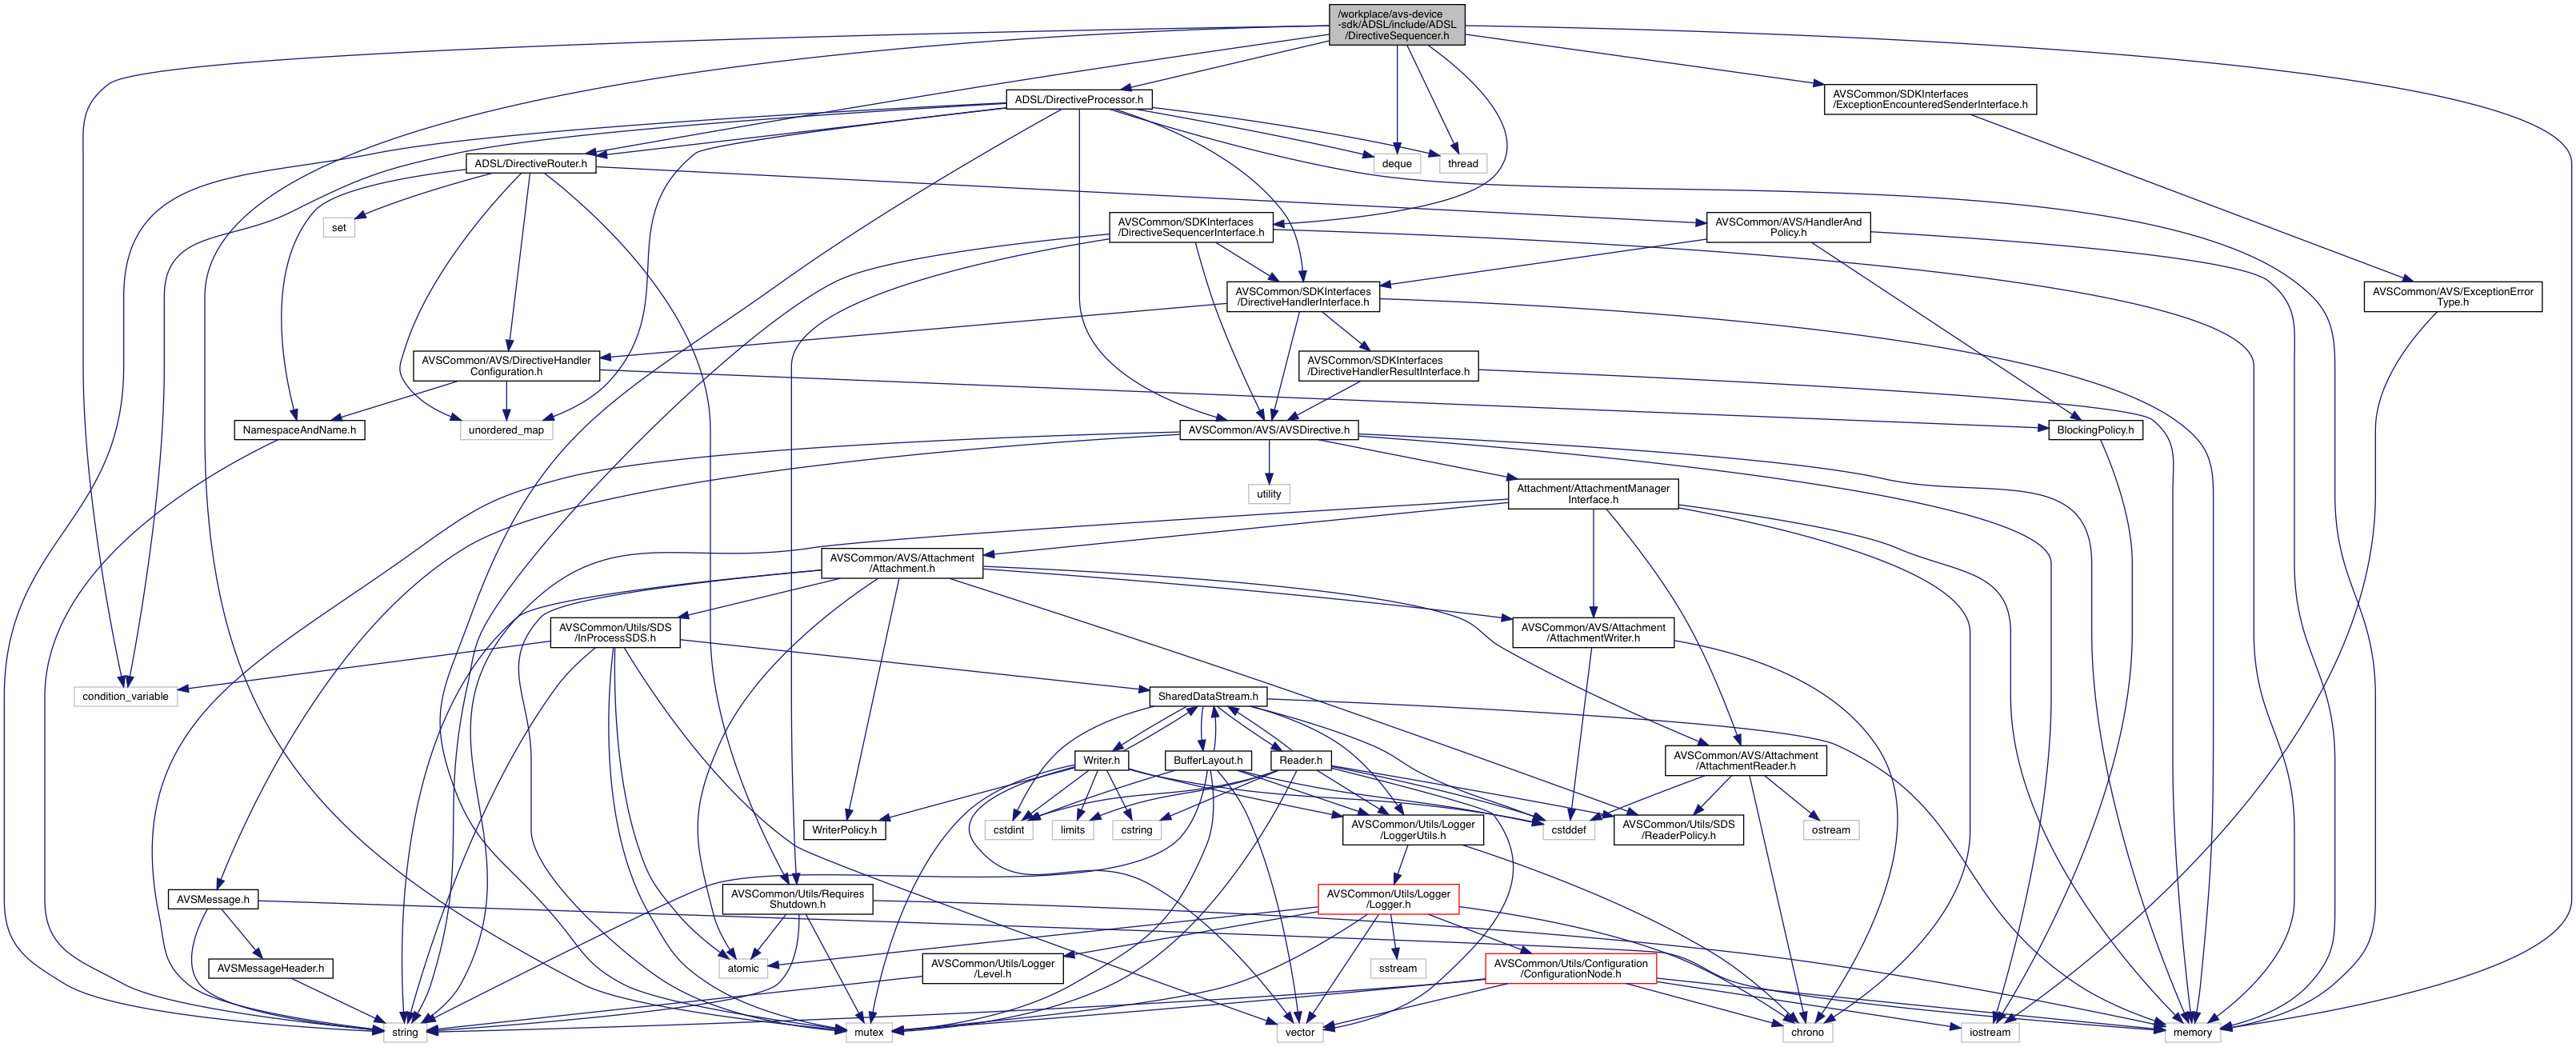 /workplace/avs-device
-sdk/ADSL/include/ADSL
/DirectiveSequencer.h
ADSL/DirectiveProcessor.h
AVSCommon/SDKInterfaces
/ExceptionEncounteredSenderInterface.h
ADSL/DirectiveRouter.h
deque
thread
set
AVSCommon/SDKInterfaces
/DirectiveSequencerInterface.h
AVSCommon/AVS/HandlerAnd
Policy.h
AVSCommon/SDKInterfaces
/DirectiveHandlerInterface.h
AVSCommon/AVS/ExceptionError
Type.h
AVSCommon/AVS/DirectiveHandler
Configuration.h
AVSCommon/SDKInterfaces
/DirectiveHandlerResultInterface.h
NamespaceAndName.h
unordered_map
AVSCommon/AVS/AVSDirective.h
BlockingPolicy.h
utility
Attachment/AttachmentManager
Interface.h
AVSCommon/AVS/Attachment
/Attachment.h
AVSCommon/Utils/SDS
/InProcessSDS.h
AVSCommon/AVS/Attachment
/AttachmentWriter.h
condition_variable
SharedDataStream.h
Writer.h
BufferLayout.h
Reader.h
AVSCommon/AVS/Attachment
/AttachmentReader.h
WriterPolicy.h
cstdint
limits
cstring
AVSCommon/Utils/Logger
/LoggerUtils.h
cstddef
AVSCommon/Utils/SDS
/ReaderPolicy.h
ostream
AVSMessage.h
AVSCommon/Utils/Requires
Shutdown.h
AVSCommon/Utils/Logger
/Logger.h
AVSMessageHeader.h
atomic
AVSCommon/Utils/Logger
/Level.h
sstream
AVSCommon/Utils/Configuration
/ConfigurationNode.h
string
mutex
vector
chrono
iostream
memory